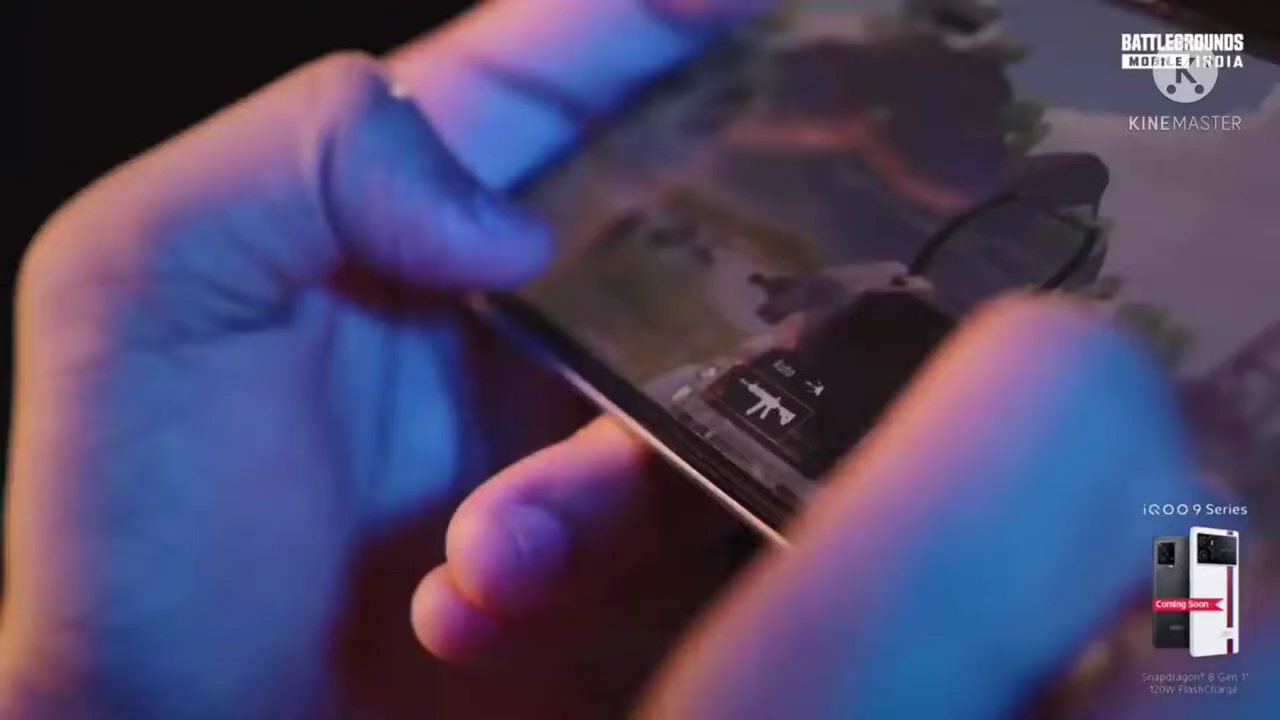 BATTLEGROUNDS
MOBILE INDIA
K
KINEMASTER
Auto
iQOO 9 Series
Coming Soon
Snapdragon® 8 Gen 1*
120W FlashCharge